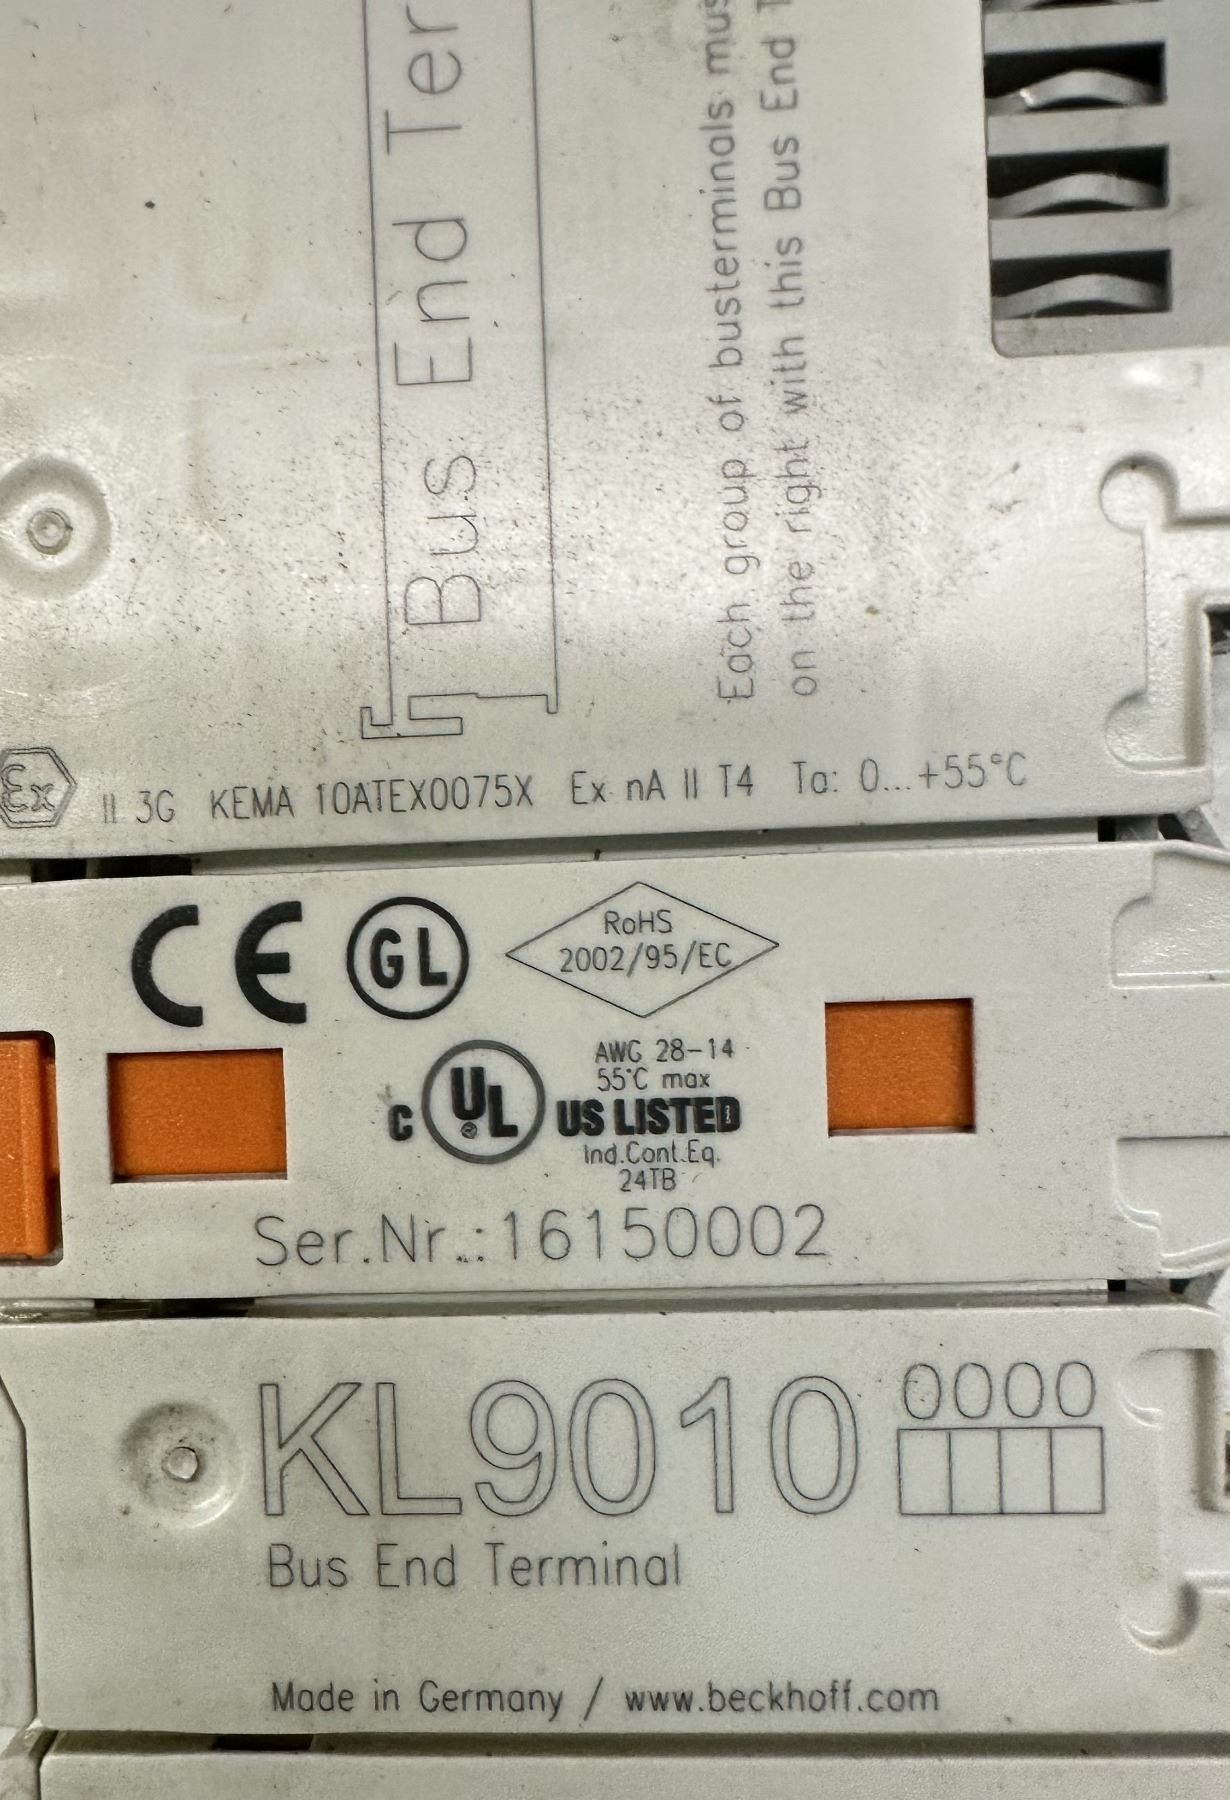 Bus End Ter
Each group of busterminals mus
on the right with this Bus End T
Ex II 3G KEMA 10ATEX0075X Ex nA II T4 Ta: 0...+55°C
CE GL RoHS
2002/95/EC
AWG 28-14
55°C max
C UL US LISTED
Ind.Cont.Eq.
24TB
Ser.Nr.:16150002
KL9010 0000
Bus End Terminal
Made in Germany / www.beckhoff.com